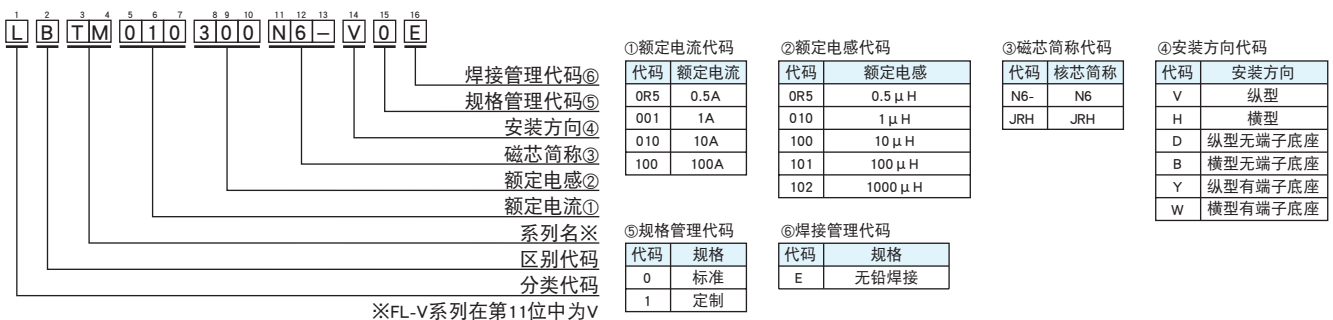 1 2 3 4 5 6 7 8 9 10 11 12 13 14 15 16
L B T M 0 1 0 3 0 0 N 6 - V 0 E
焊接管理代码⑥
规格管理代码⑤
安装方向④
磁芯简称③
额定电感②
额定电流①
系列名※
区别代码
分类代码
※FL-V系列在第11位中为V
①额定电流代码
代码 额定电流
0R5 0.5A
001 1A
010 10A
100 100A
②额定电感代码
代码 额定电感
0R5 0.5μH
010 1μH
100 10μH
101 100μH
102 1000μH
③磁芯简称代码
代码 核芯简称
N6- N6
JRH JRH
④安装方向代码
代码 安装方向
V 纵型
H 横型
D 纵型无端子底座
B 横型无端子底座
Y 纵型有端子底座
W 横型有端子底座
⑤规格管理代码
代码 规格
0 标准
1 定制
⑥焊接管理代码
代码 规格
E 无铅焊接